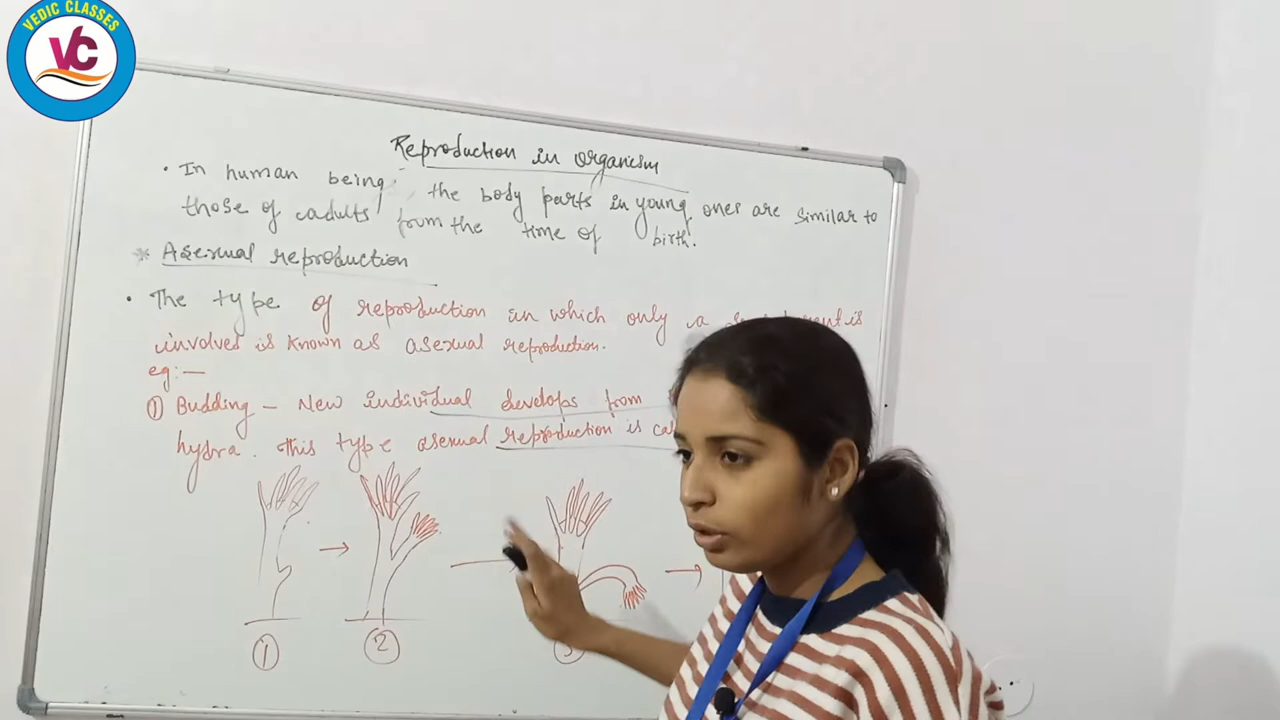 VEDIC CLASSES
VC
Reproduction in organism
• In human being, the body parts in young ones are similar to
those of adults from the time of birth.
* Asexual reproduction
• The type of reproduction in which only a is
involves is known as asexual reproduction.
eg:—
① Budding – New individual develops from
hydra. This type asexual reproduction is
① → ② → →